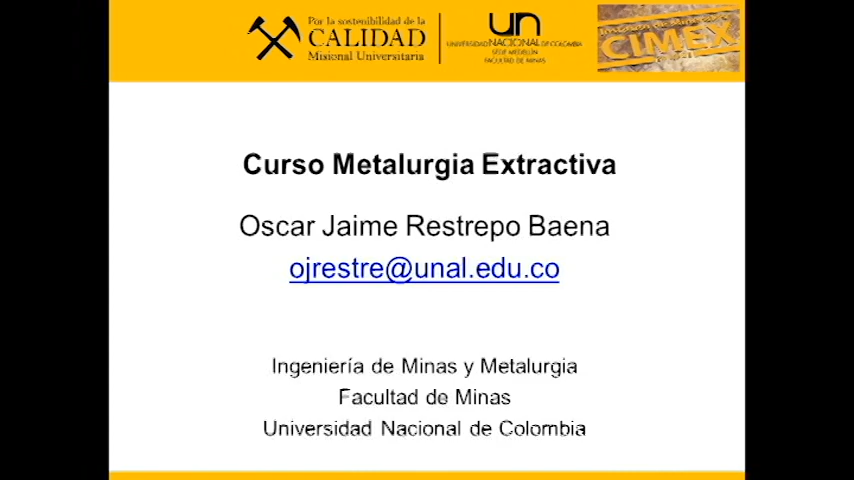 Por la sostenibilidad de la
CALIDAD
Misional Universitaria
un
UNIVERSIDAD NACIONAL DE COLOMBIA
SEDE MEDELLÍN
FACULTAD DE MINAS
CIMEX
Curso Metalurgia Extractiva
Oscar Jaime Restrepo Baena
ojrestre@unal.edu.co
Ingeniería de Minas y Metalurgia
Facultad de Minas
Universidad Nacional de Colombia